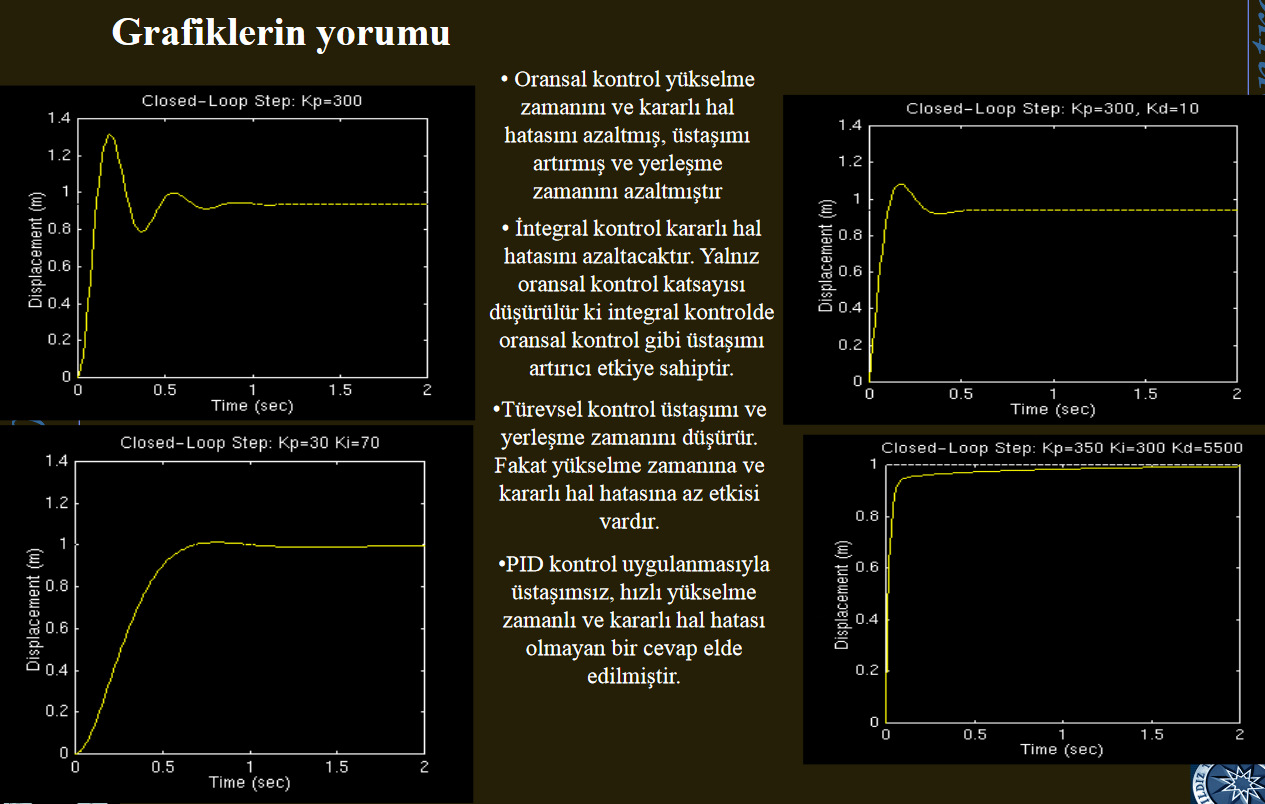 Grafiklerin yorumu
Closed-Loop Step: Kp=300
1.4
1.2
1
0.8
0.6
0.4
0.2
0
Displacement (m)
0 0.5 1 1.5 2
Time (sec)
Closed-Loop Step: Kp=30 Ki=70
1.4
1.2
1
0.8
0.6
0.4
0.2
0
Displacement (m)
0 0.5 1 1.5 2
Time (sec)
• Oransal kontrol yükselme
zamanını ve kararlı hal
hatasını azaltmış, üstaşımı
artırmış ve yerleşme
zamanını azaltmıştır
• İntegral kontrol kararlı hal
hatasını azaltacaktır. Yalnız
oransal kontrol katsayısı
düşürülür ki integral kontrolde
oransal kontrol gibi üstaşımı
artırıcı etkiye sahiptir.
•Türevsel kontrol üstaşımı ve
yerleşme zamanını düşürür.
Fakat yükselme zamanına ve
kararlı hal hatasına az etkisi
vardır.
•PID kontrol uygulanmasıyla
üstaşımsız, hızlı yükselme
zamanlı ve kararlı hal hatası
olmayan bir cevap elde
edilmiştir.
Closed-Loop Step: Kp=300, Kd=10
1.4
1.2
1
0.8
0.6
0.4
0.2
0
Displacement (m)
0 0.5 1 1.5 2
Time (sec)
Closed-Loop Step: Kp=350 Ki=300 Kd=5500
1
0.8
0.6
0.4
0.2
0
Displacement (m)
0 0.5 1 1.5 2
Time (sec)